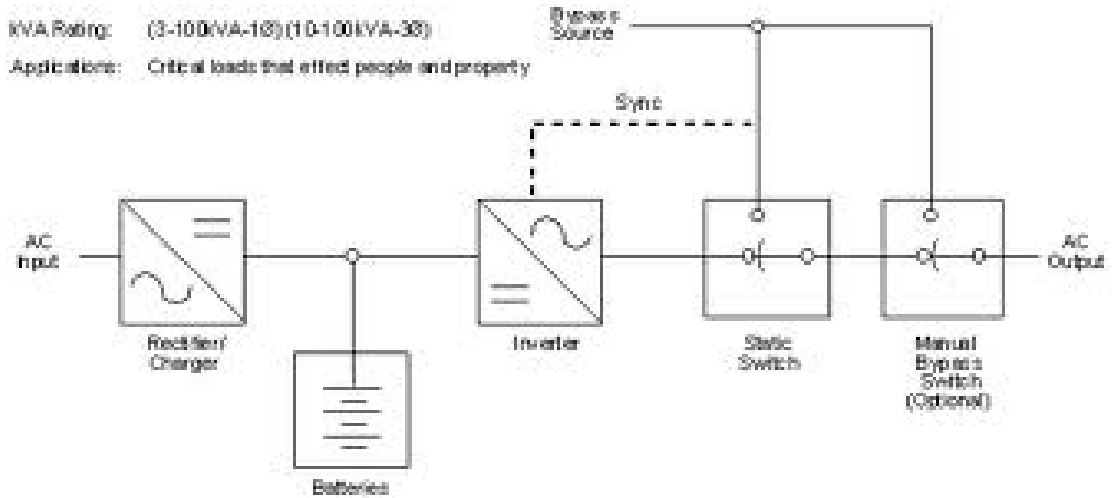 kVA Rating: (3-100kVA-1Ø)(10-100kVA-3Ø)
Applications: Critical loads that effect people and property
Bypass
Source
Sync
AC
Input
AC
Output
Rectifier/
Charger
Inverter
Static
Switch
Manual
Bypass
Switch
(Optional)
Batteries